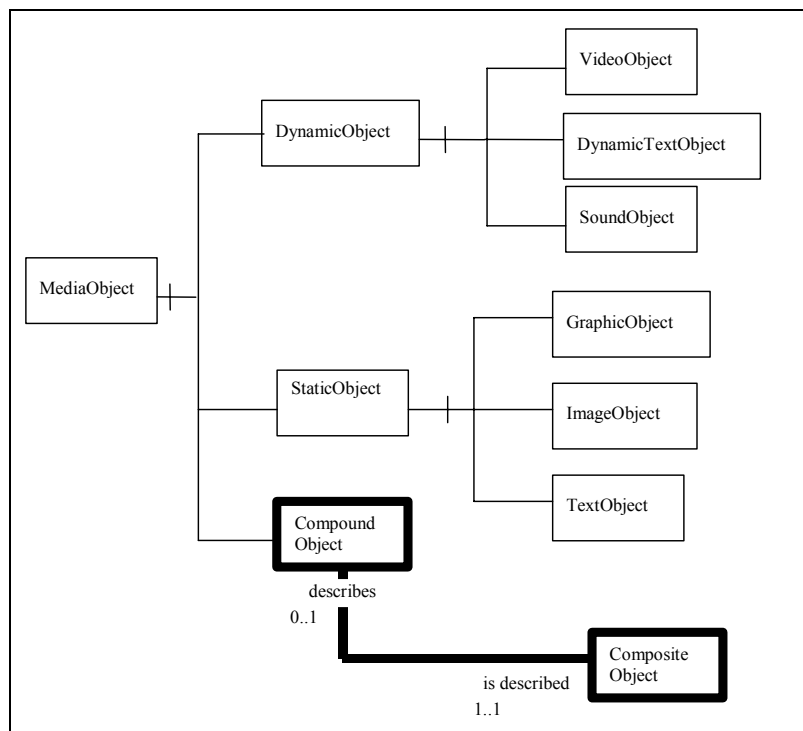 VideoObject
DynamicObject
DynamicTextObject
SoundObject
MediaObject
GraphicObject
StaticObject
ImageObject
TextObject
Compound
Object
describes
0..1
Composite
Object
is described
1..1